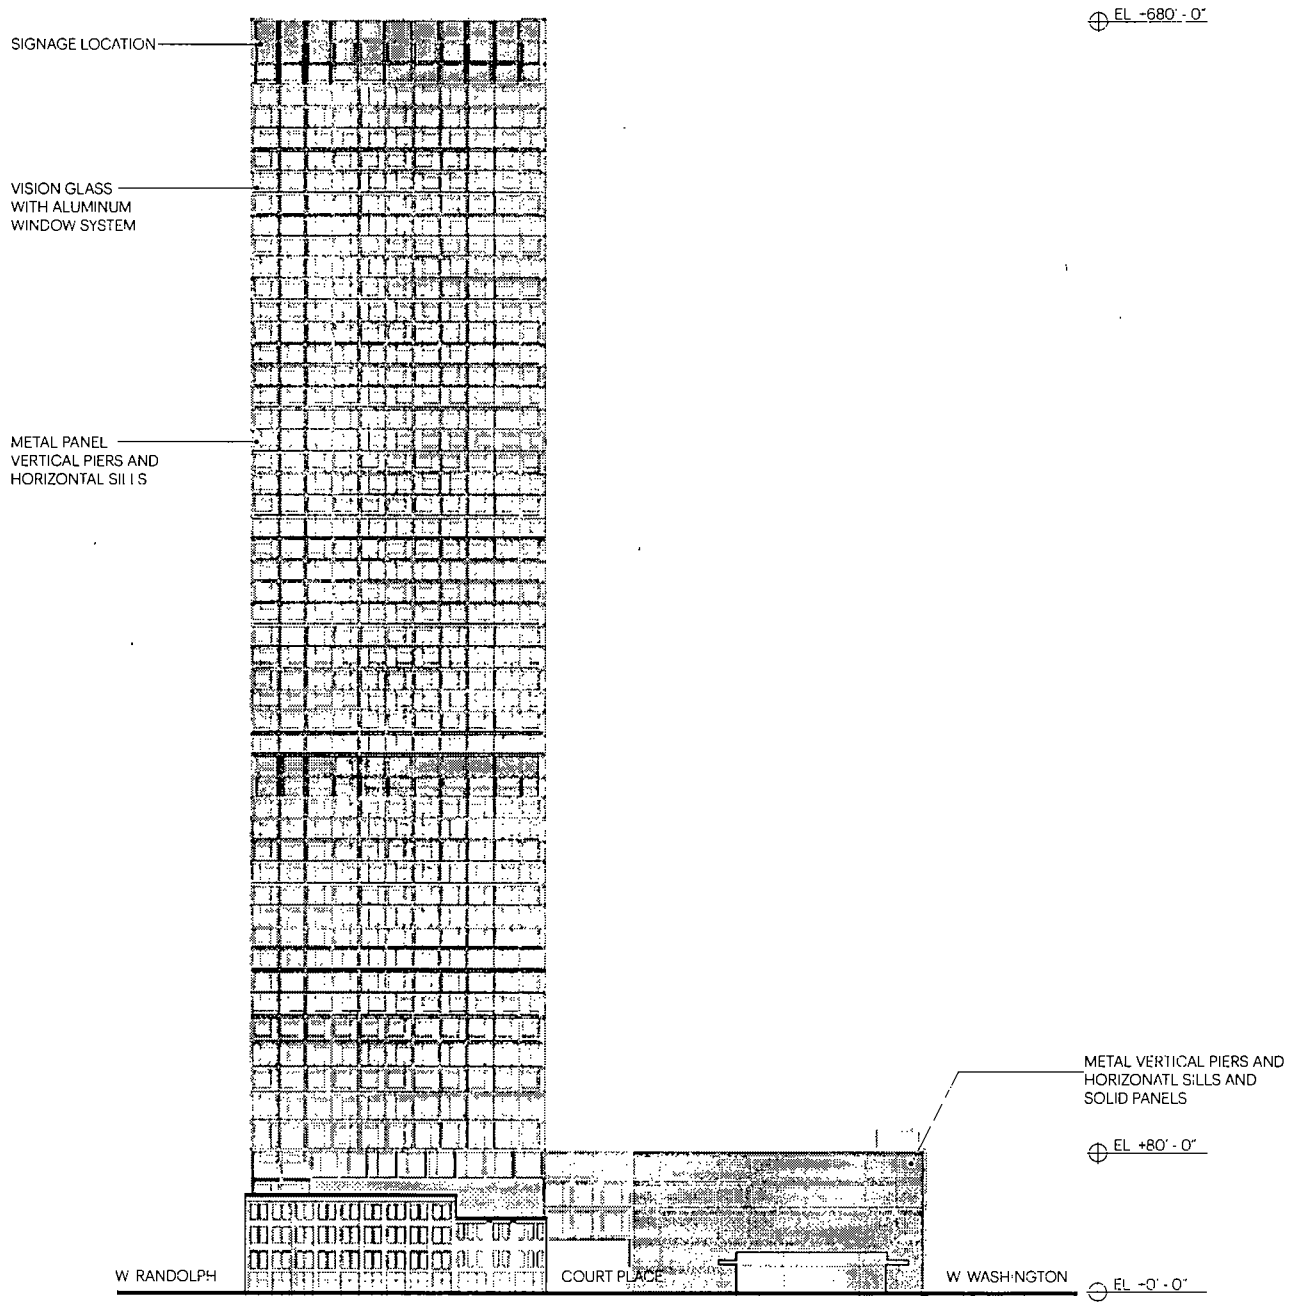 EL +680' - 0"
SIGNAGE LOCATION
VISION GLASS
WITH ALUMINUM
WINDOW SYSTEM
METAL PANEL
VERTICAL PIERS AND
HORIZONTAL SILLS
METAL VERTICAL PIERS AND
HORIZONATL SILLS AND
SOLID PANELS
EL +80' - 0"
W RANDOLPH
COURT PLACE
W WASHINGTON
EL +0' - 0"